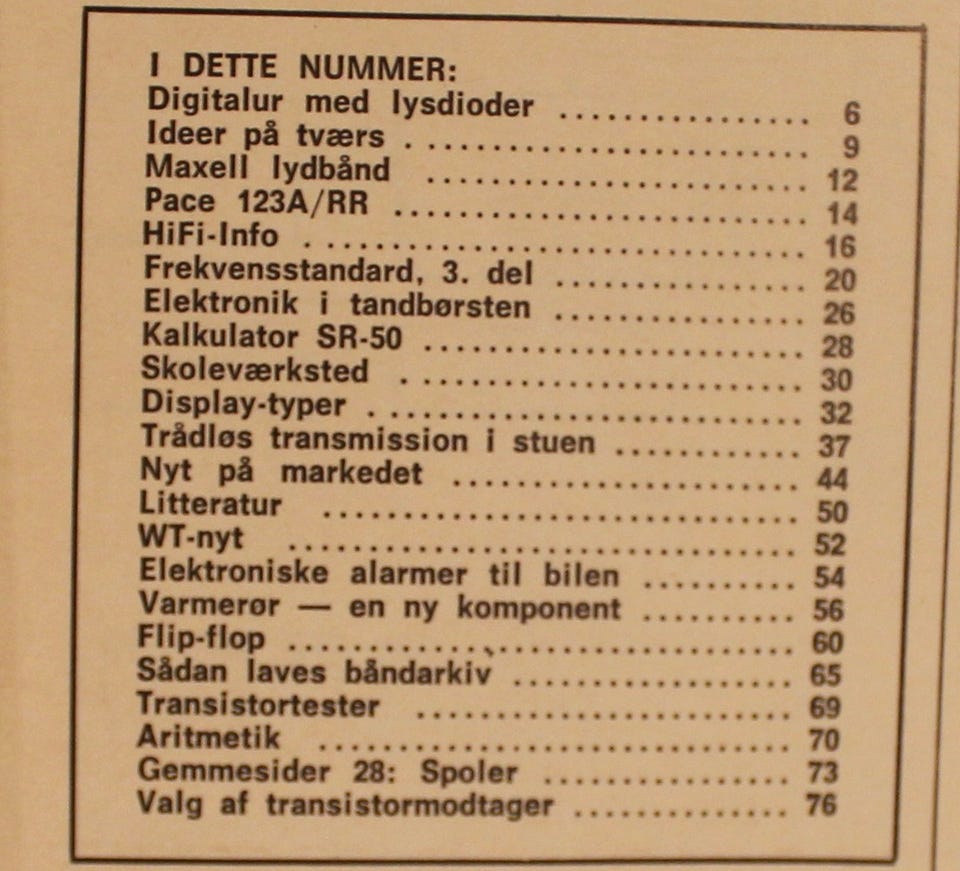 I DETTE NUMMER:
Digitalur med lysdioder ................ 6
Ideer på tværs ........................ 9
Maxell lydbånd ...................... 12
Pace 123A/RR ........................ 14
HiFi-Info ............................. 16
Frekvensstandard, 3. del .............. 20
Elektronik i tandbørsten .............. 26
Kalkulator SR-50 ...................... 28
Skoleværksted ........................ 30
Display-typer .......................... 32
Trådløs transmission i stuen ........... 37
Nyt på markedet ..................... 44
Litteratur ............................ 50
WT-nyt .............................. 52
Elektroniske alarmer til bilen .......... 54
Varmerør — en ny komponent .......... 56
Flip-flop .............................. 60
Sådan laves båndarkiv ................ 65
Transistortester ..................... 69
Aritmetik ............................ 70
Gemmesider 28: Spoler ............... 73
Valg af transistormodtager ............. 76